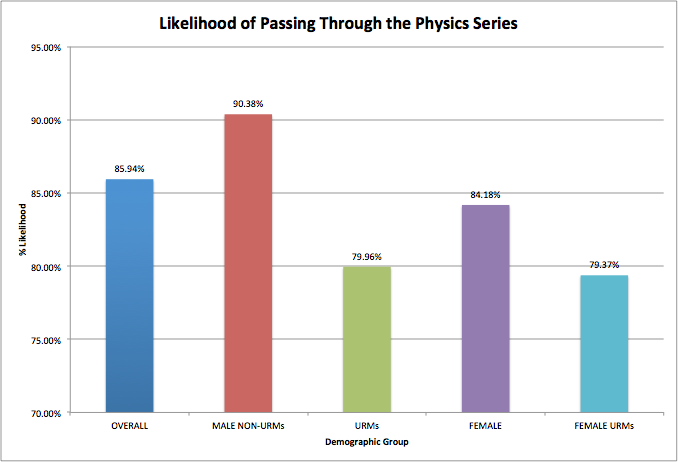 Likelihood of Passing Through the Physics Series
95.00%
90.00%
85.00%
80.00%
75.00%
70.00%
% Likelihood
85.94%
90.38%
79.96%
84.18%
79.37%
OVERALL
MALE NON-URMs
URMs
FEMALE
FEMALE URMs
Demographic Group